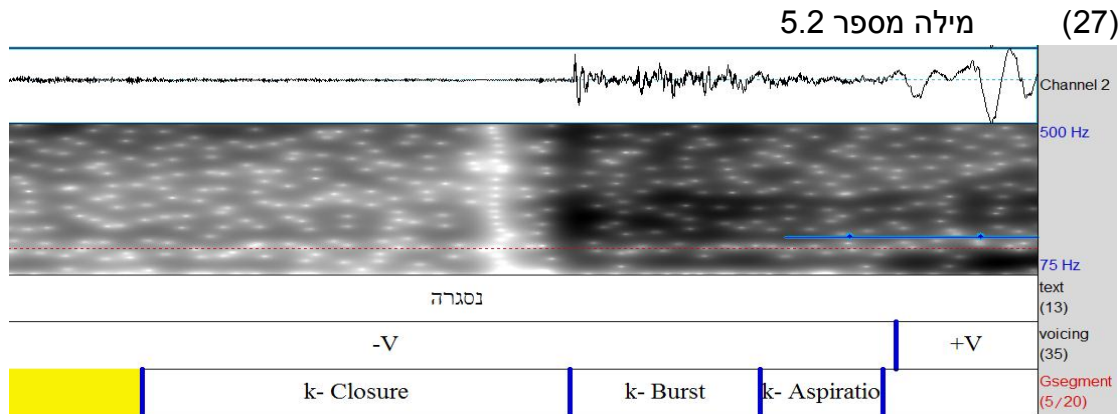 (27) מילה מספר 5.2
Channel 2
500 Hz
75 Hz
נסגרה
text
(13)
-V
+V
voicing
(35)
k- Closure
k- Burst
k- Aspiratio
Gsegment
(5/20)